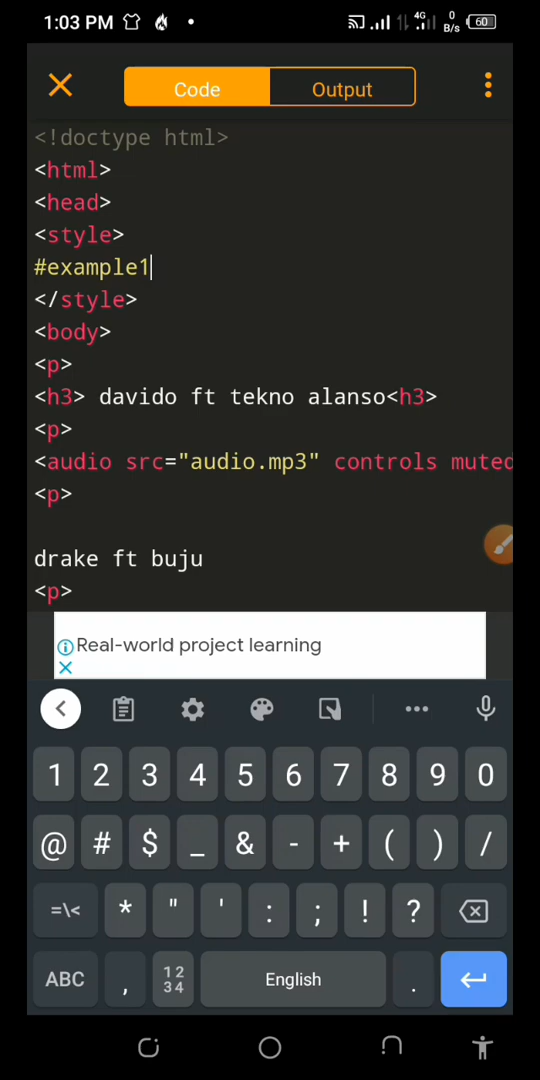 1:03 PM 4G 0 B/s 60
Code Output
<!doctype html>
<html>
<head>
<style>
#example1
</style>
<body>
<p>
<h3> davido ft tekno alanso<h3>
<p>
<audio src="audio.mp3" controls muted
<p>
drake ft buju
<p>
Real-world project learning
1 2 3 4 5 6 7 8 9 0
@ # $ _ & - + ( ) /
=\< * " ' : ; ! ?
ABC , 12 34 English .